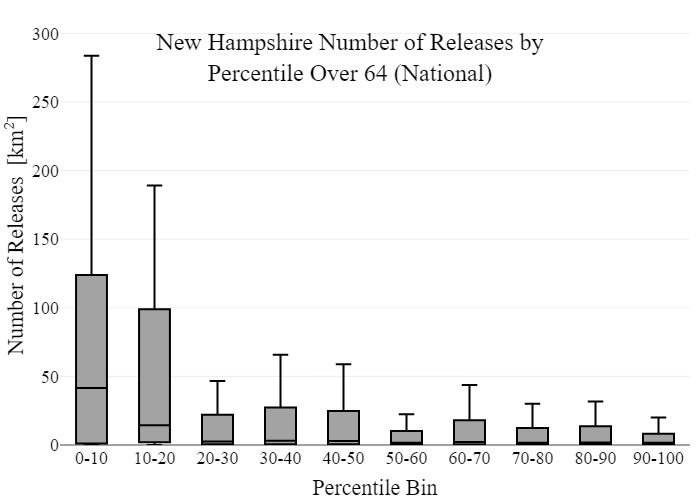 New Hampshire Number of Releases by
Percentile Over 64 (National)
Number of Releases [km²]
300
250
200
150
100
50
0
0-10 10-20 20-30 30-40 40-50 50-60 60-70 70-80 80-90 90-100
Percentile Bin